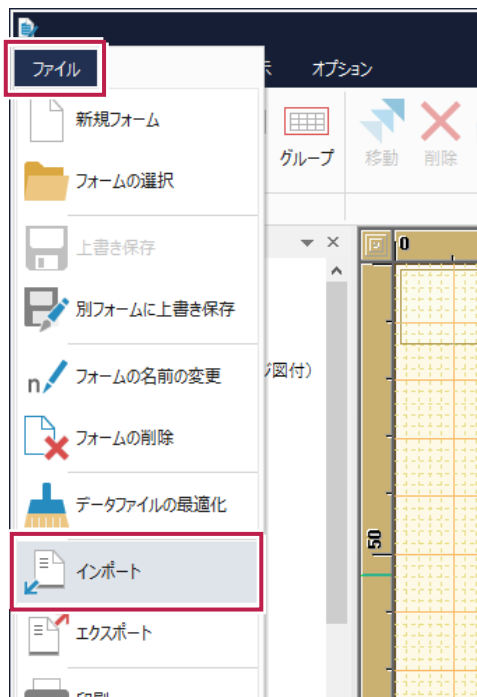 ファイル
オプション
新規フォーム
グループ
移動
削除
フォームの選択
上書き保存
0
別フォームに上書き保存
フォームの名前の変更
図付）
フォームの削除
データファイルの最適化
50
インポート
エクスポート
印刷